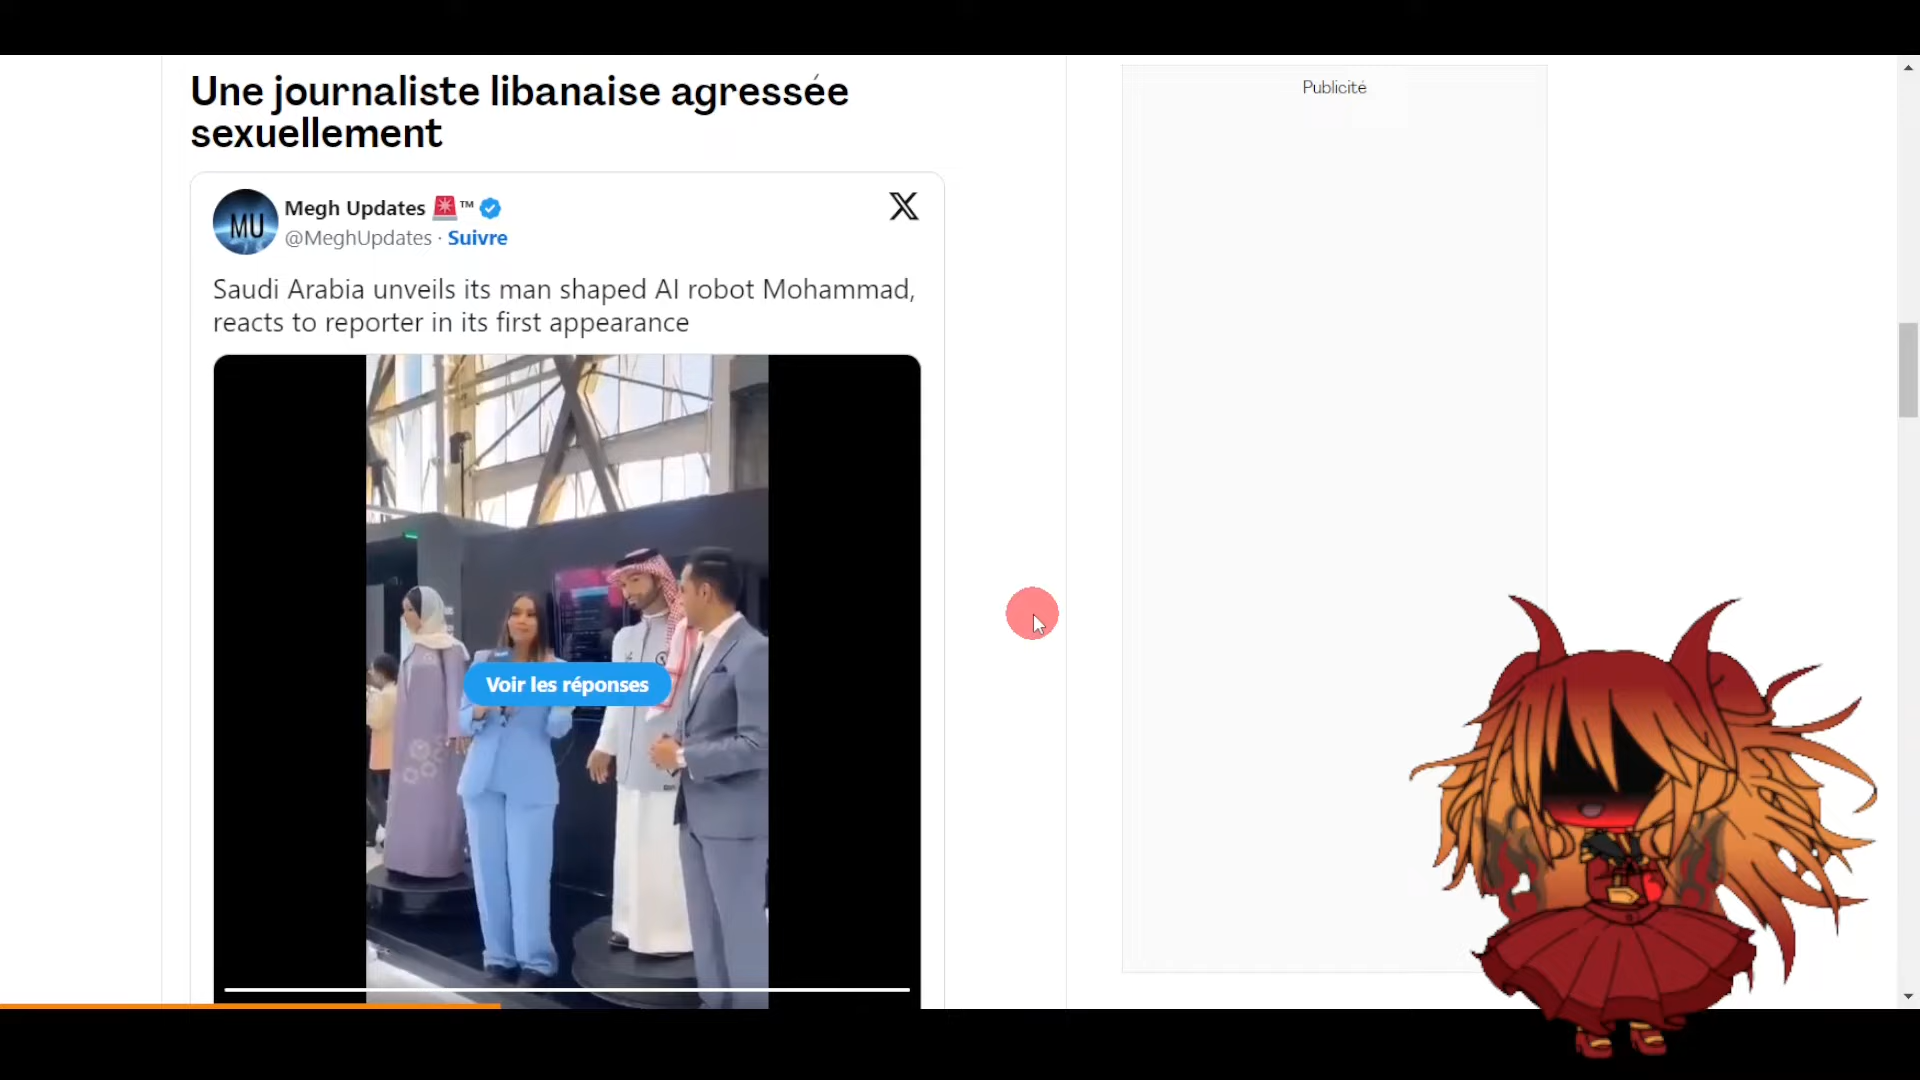 Une journaliste libanaise agressée
sexuellement
Publicité
MU
Megh Updates 🚨™
@MeghUpdates · Suivre
X
Saudi Arabia unveils its man shaped AI robot Mohammad,
reacts to reporter in its first appearance
Voir les réponses